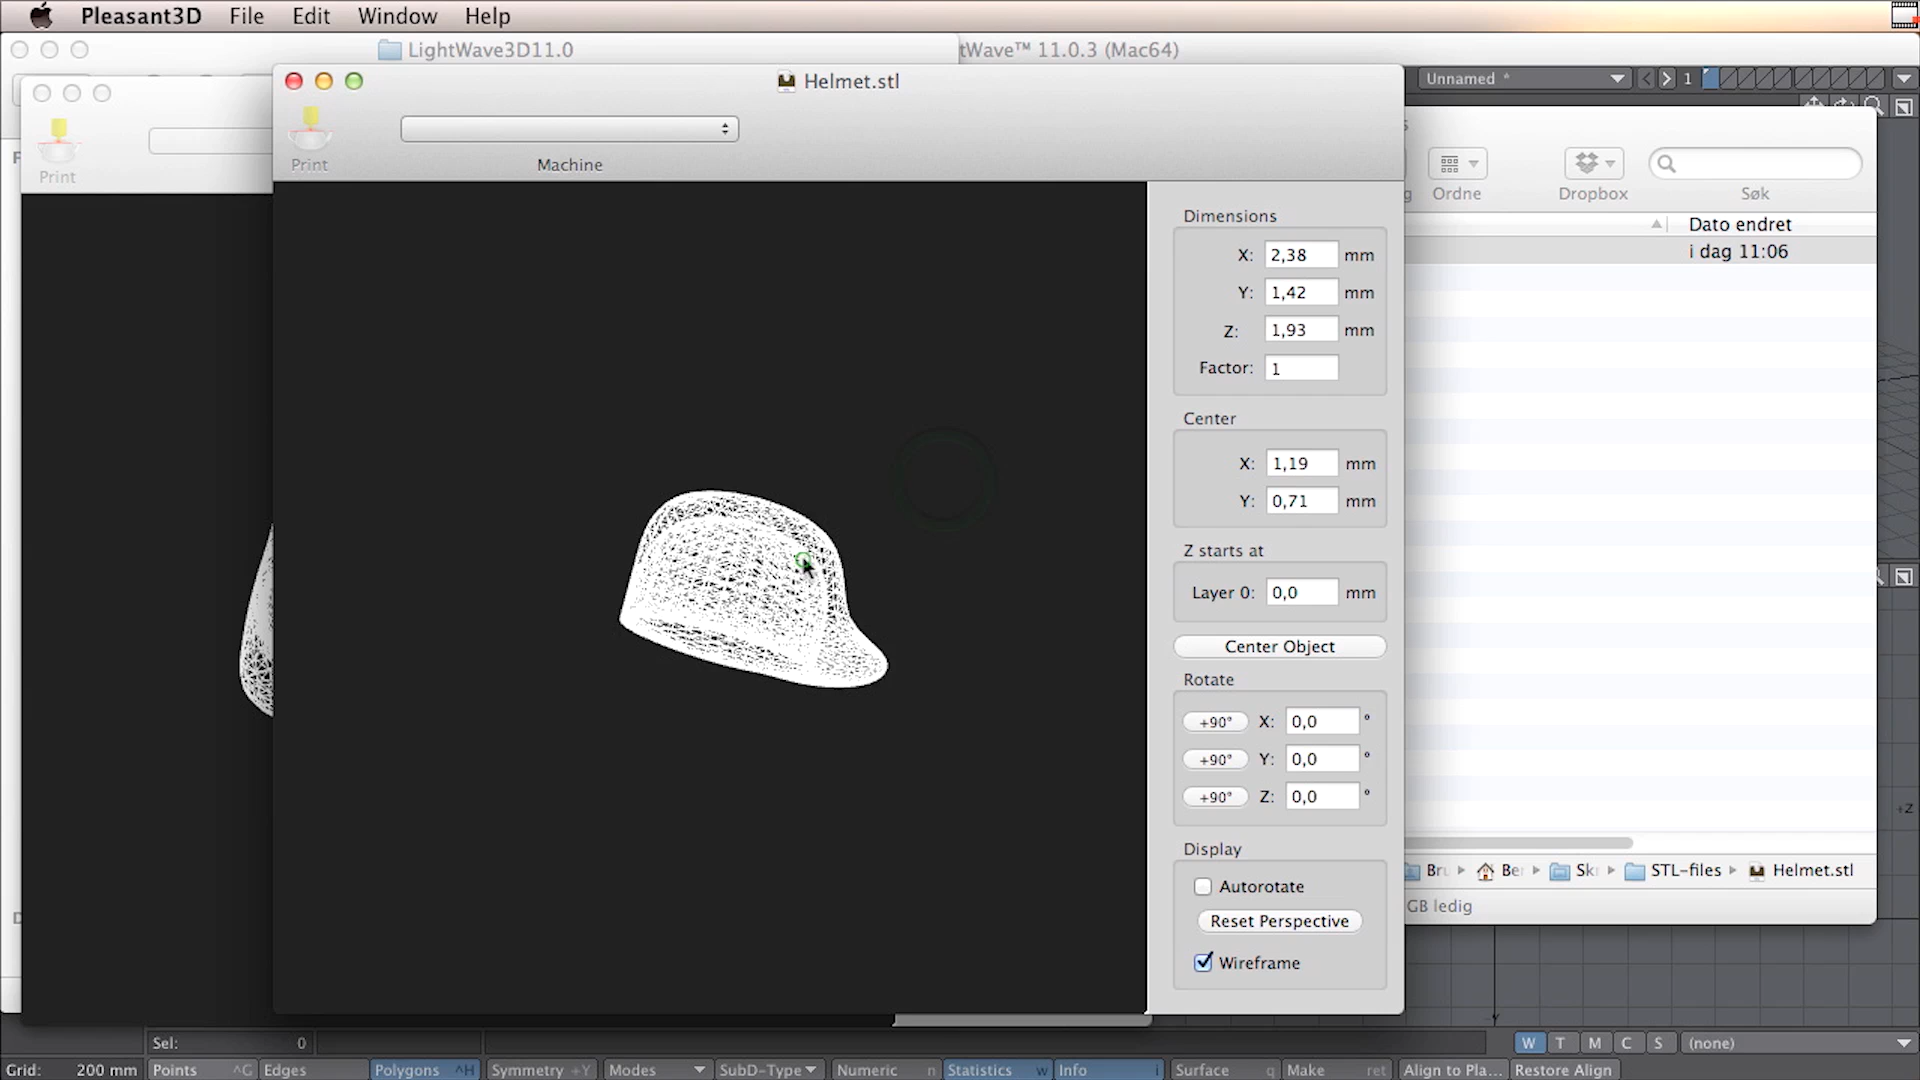 Pleasant3D File Edit Window Help
LightWave3D11.0
tWave™ 11.0.3 (Mac64)
Unnamed * 1
Helmet.stl
Print
Machine
Print
Ordne
Dropbox
Søk
Dato endret
i dag 11:06
Dimensions
X: 2,38 mm
Y: 1,42 mm
Z: 1,93 mm
Factor: 1
Center
X: 1,19 mm
Y: 0,71 mm
Z starts at
Layer 0: 0,0 mm
Center Object
Rotate
+90° X: 0,0 °
+90° Y: 0,0 °
+90° Z: 0,0 °
Display
Autorotate
Reset Perspective
Wireframe
+Z
STL-files Helmet.stl
GB ledig
Sel: 0
W T M C S (none)
Grid: 200 mm Points ^G Edges Polygons ^H Symmetry +Y Modes SubD-Type Numeric n Statistics w Info i Surface q Make ret Align to Pla... Restore Align